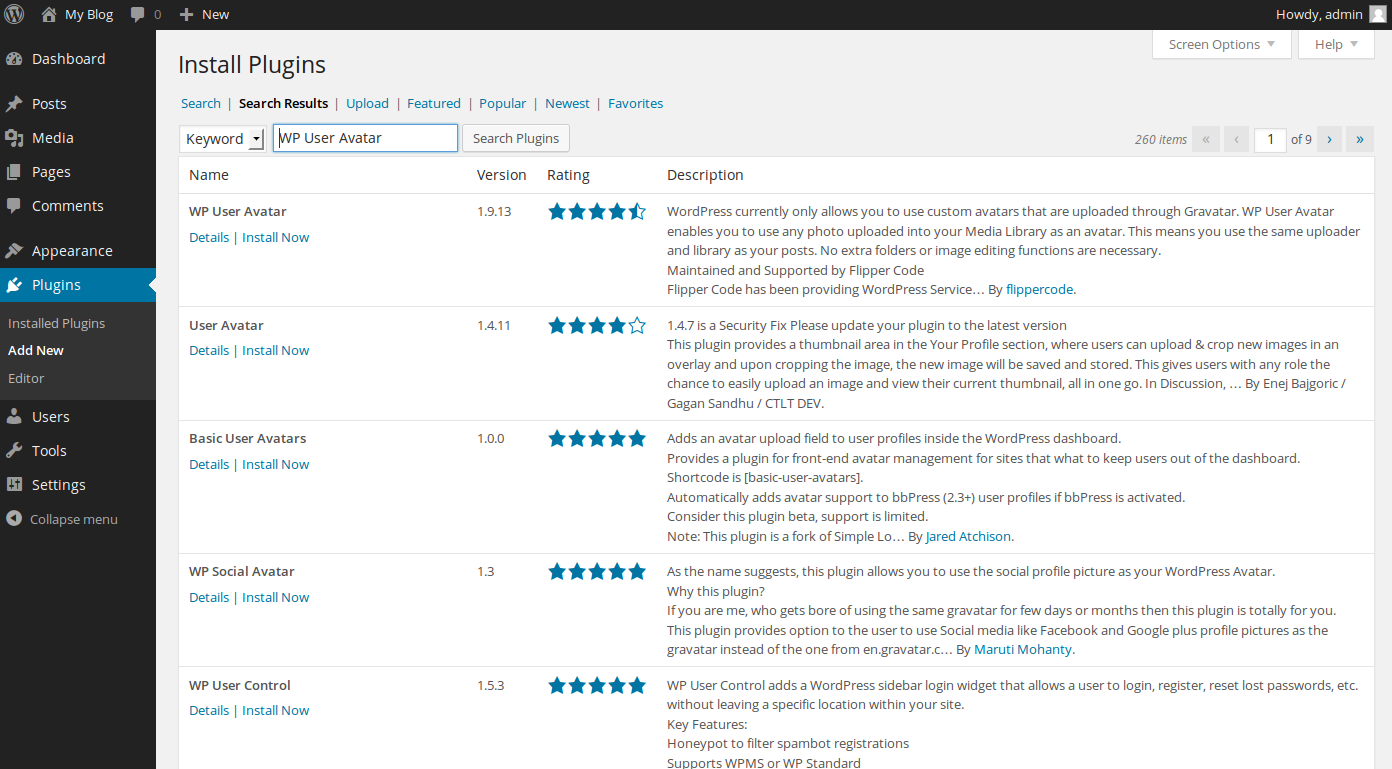 My Blog 0 New Howdy, admin
Screen Options Help
Dashboard
Posts
Media
Pages
Comments
Appearance
Plugins
Installed Plugins
Add New
Editor
Users
Tools
Settings
Collapse menu
Install Plugins
Search | Search Results | Upload | Featured | Popular | Newest | Favorites
Keyword WP User Avatar Search Plugins 260 items « ‹ 1 of 9 › »
Name Version Rating Description
WP User Avatar 1.9.13
Details | Install Now
WordPress currently only allows you to use custom avatars that are uploaded through Gravatar. WP User Avatar
enables you to use any photo uploaded into your Media Library as an avatar. This means you use the same uploader
and library as your posts. No extra folders or image editing functions are necessary.
Maintained and Supported by Flipper Code
Flipper Code has been providing WordPress Service… By flippercode.
User Avatar 1.4.11
Details | Install Now
1.4.7 is a Security Fix Please update your plugin to the latest version
This plugin provides a thumbnail area in the Your Profile section, where users can upload & crop new images in an
overlay and upon cropping the image, the new image will be saved and stored. This gives users with any role the
chance to easily upload an image and view their current thumbnail, all in one go. In Discussion, … By Enej Bajgoric /
Gagan Sandhu / CTLT DEV.
Basic User Avatars 1.0.0
Details | Install Now
Adds an avatar upload field to user profiles inside the WordPress dashboard.
Provides a plugin for front-end avatar management for sites that what to keep users out of the dashboard.
Shortcode is [basic-user-avatars].
Automatically adds avatar support to bbPress (2.3+) user profiles if bbPress is activated.
Consider this plugin beta, support is limited.
Note: This plugin is a fork of Simple Lo… By Jared Atchison.
WP Social Avatar 1.3
Details | Install Now
As the name suggests, this plugin allows you to use the social profile picture as your WordPress Avatar.
Why this plugin?
If you are me, who gets bore of using the same gravatar for few days or months then this plugin is totally for you.
This plugin provides option to the user to use Social media like Facebook and Google plus profile pictures as the
gravatar instead of the one from en.gravatar.c… By Maruti Mohanty.
WP User Control 1.5.3
Details | Install Now
WP User Control adds a WordPress sidebar login widget that allows a user to login, register, reset lost passwords, etc.
without leaving a specific location within your site.
Key Features:
Honeypot to filter spambot registrations
Supports WPMS or WP Standard